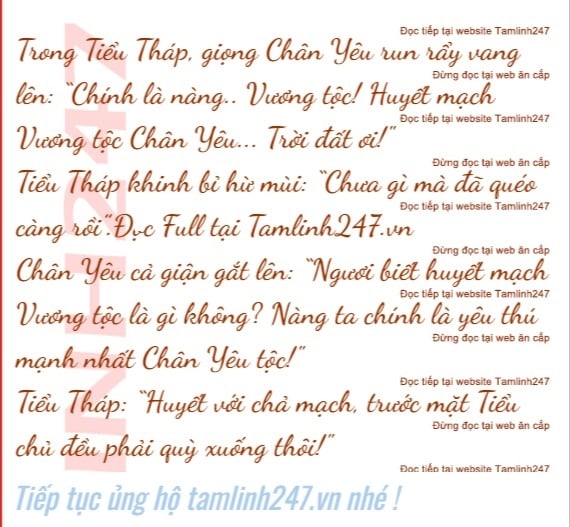 Đọc tiếp tại website Tamlinh247
Trong Tiểu Tháp, giọng Chân Yêu run rẩy vang
Đừng đọc tại web ăn cắp
lên: “Chính là nàng.. Vương tộc! Huyết mạch
Đọc tiếp tại website Tamlinh247
Vương tộc Chân Yêu... Trời đất ơi!”
Đừng đọc tại web ăn cắp
Tiểu Tháp khinh bỉ hừ mùi: “Chưa gì mà đã quéo
Đọc tiếp tại website Tamlinh247
càng rồi”.Đọc Full tại Tamlinh247.vn
Đừng đọc tại web ăn cắp
Chân Yêu cả giận gắt lên: “Ngươi biết huyết mạch
Đọc tiếp tại website Tamlinh247
Vương tộc là gì không? Nàng ta chính là yêu thú
Đừng đọc tại web ăn cắp
mạnh nhất Chân Yêu tộc!”
Đọc tiếp tại website Tamlinh247
Tiểu Tháp: “Huyết với chả mạch, trước mặt Tiểu
Đừng đọc tại web ăn cắp
chủ đều phải quỳ xuống thôi!”
Đọc tiếp tại website Tamlinh247
INH247
Tiếp tục ủng hộ tamlinh247.vn nhé !